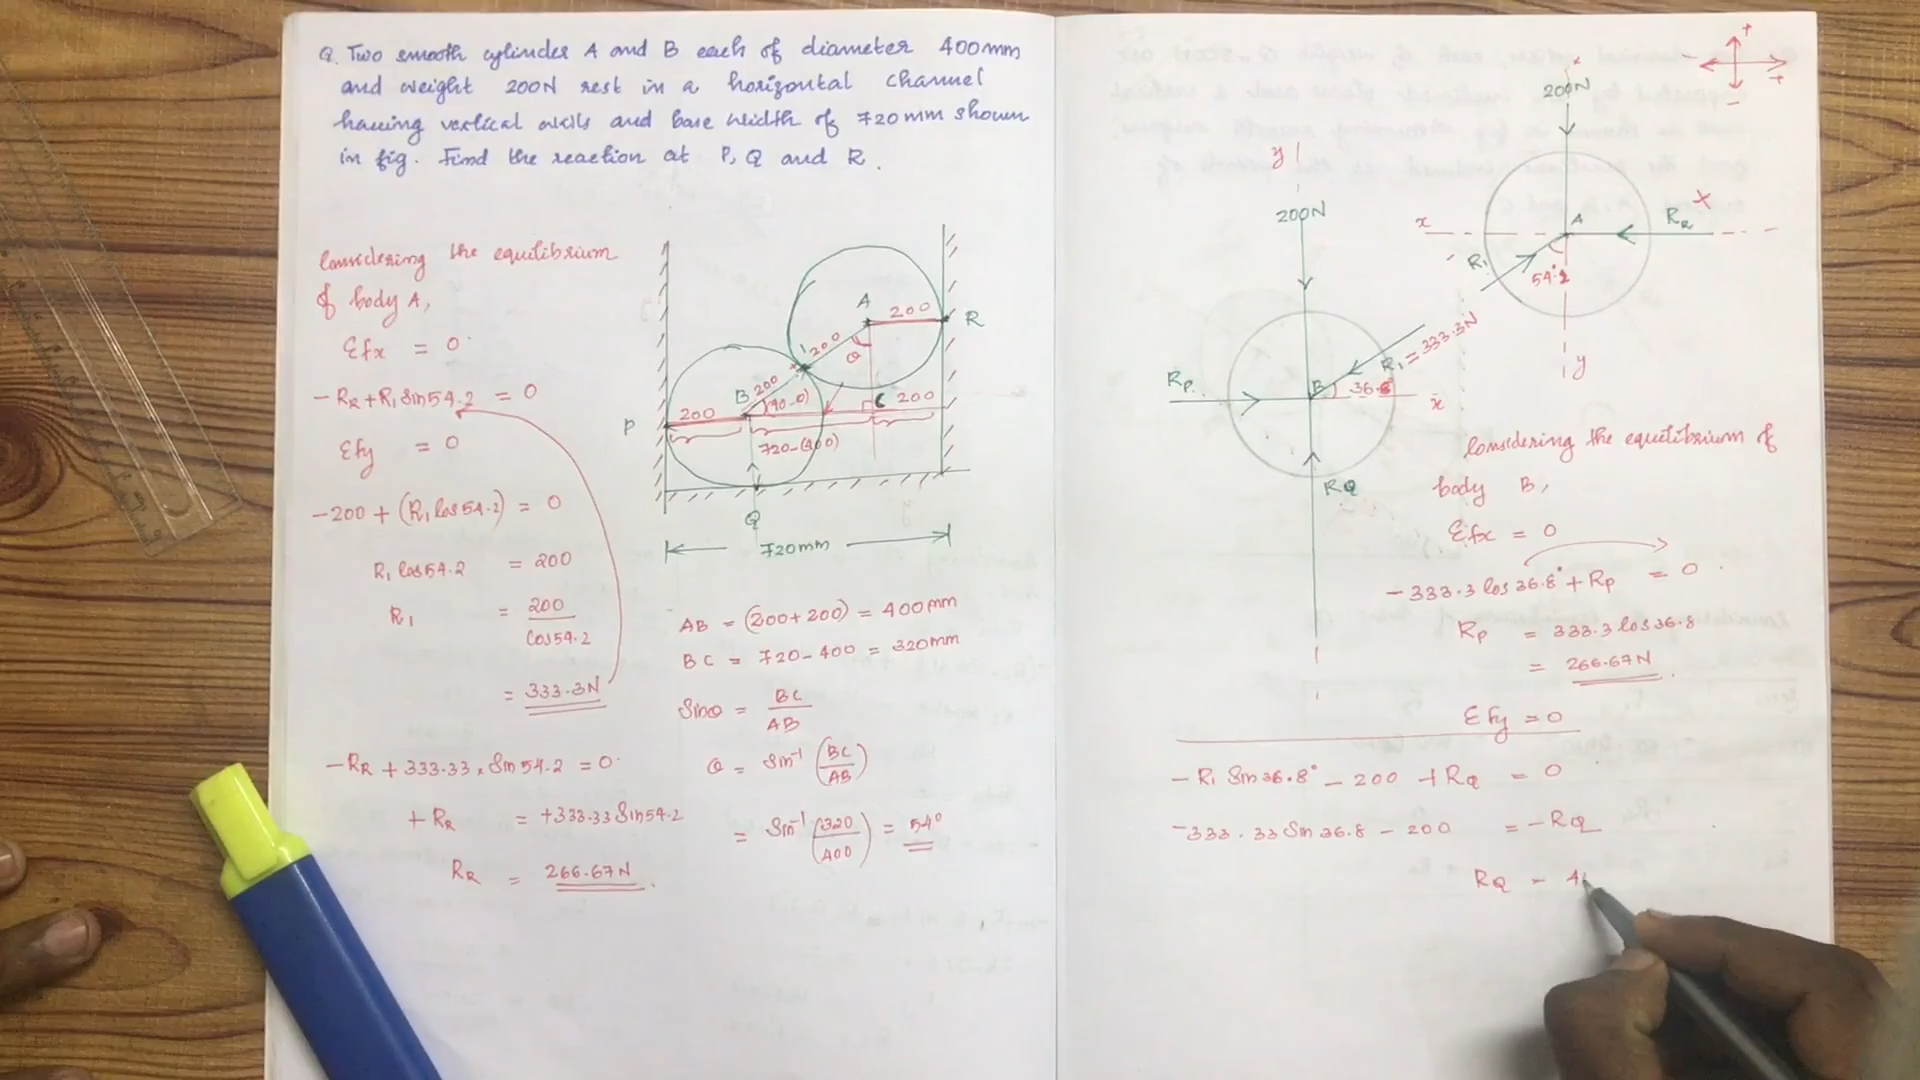 Q. Two smooth cylinder A and B each of diameter 400mm
and weight 200N rest in a horizontal channel
having vertical walls and base width of 720mm shown
in fig. Find the reaction at P, Q and R.
Considering the equilibrium
of body A,
Σfx = 0
-RR + R1 Sin54.2 = 0
Σfy = 0
-200 + (R1 Cos54.2) = 0
R1 Cos54.2 = 200
R1 = 200
Cos54.2
= 333.3N
-RR + 333.33 x Sin54.2 = 0
+RR = +333.33 Sin54.2
RR = 266.67N
A
200
R
200
θ
B
200
(90-θ)
C
200
200
P
720-(400)
Q
720mm
AB = (200+200) = 400mm
BC = 720-400 = 320mm
Sinθ = BC
AB
θ = Sin⁻¹ (BC/AB)
= Sin⁻¹ (320/400) = 54°
+
-
+
-
200N
y
A
RR
x
x
R1
54.2
y
200N
RP
B
R1 = 333.3N
36.8°
x
RQ
Considering the equilibrium of
body B,
Σfx = 0
-333.3 Cos36.8° + RP = 0
RP = 333.3 Cos36.8
= 266.67N
Σfy = 0
-R1 Sin36.8° - 200 + RQ = 0
-333.33 Sin36.8 - 200 = -RQ
RQ =